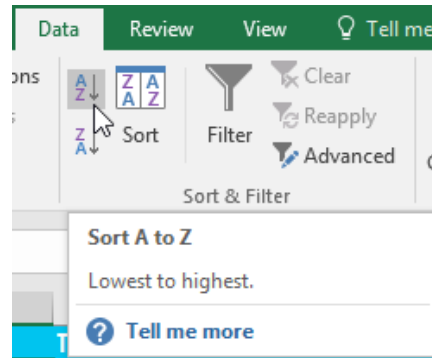 Data Review View Tell me
ons
A
Z
Z A
A Z
Z
A
Sort
Filter
Clear
Reapply
Advanced
Sort & Filter
Sort A to Z
Lowest to highest.
? Tell me more
T